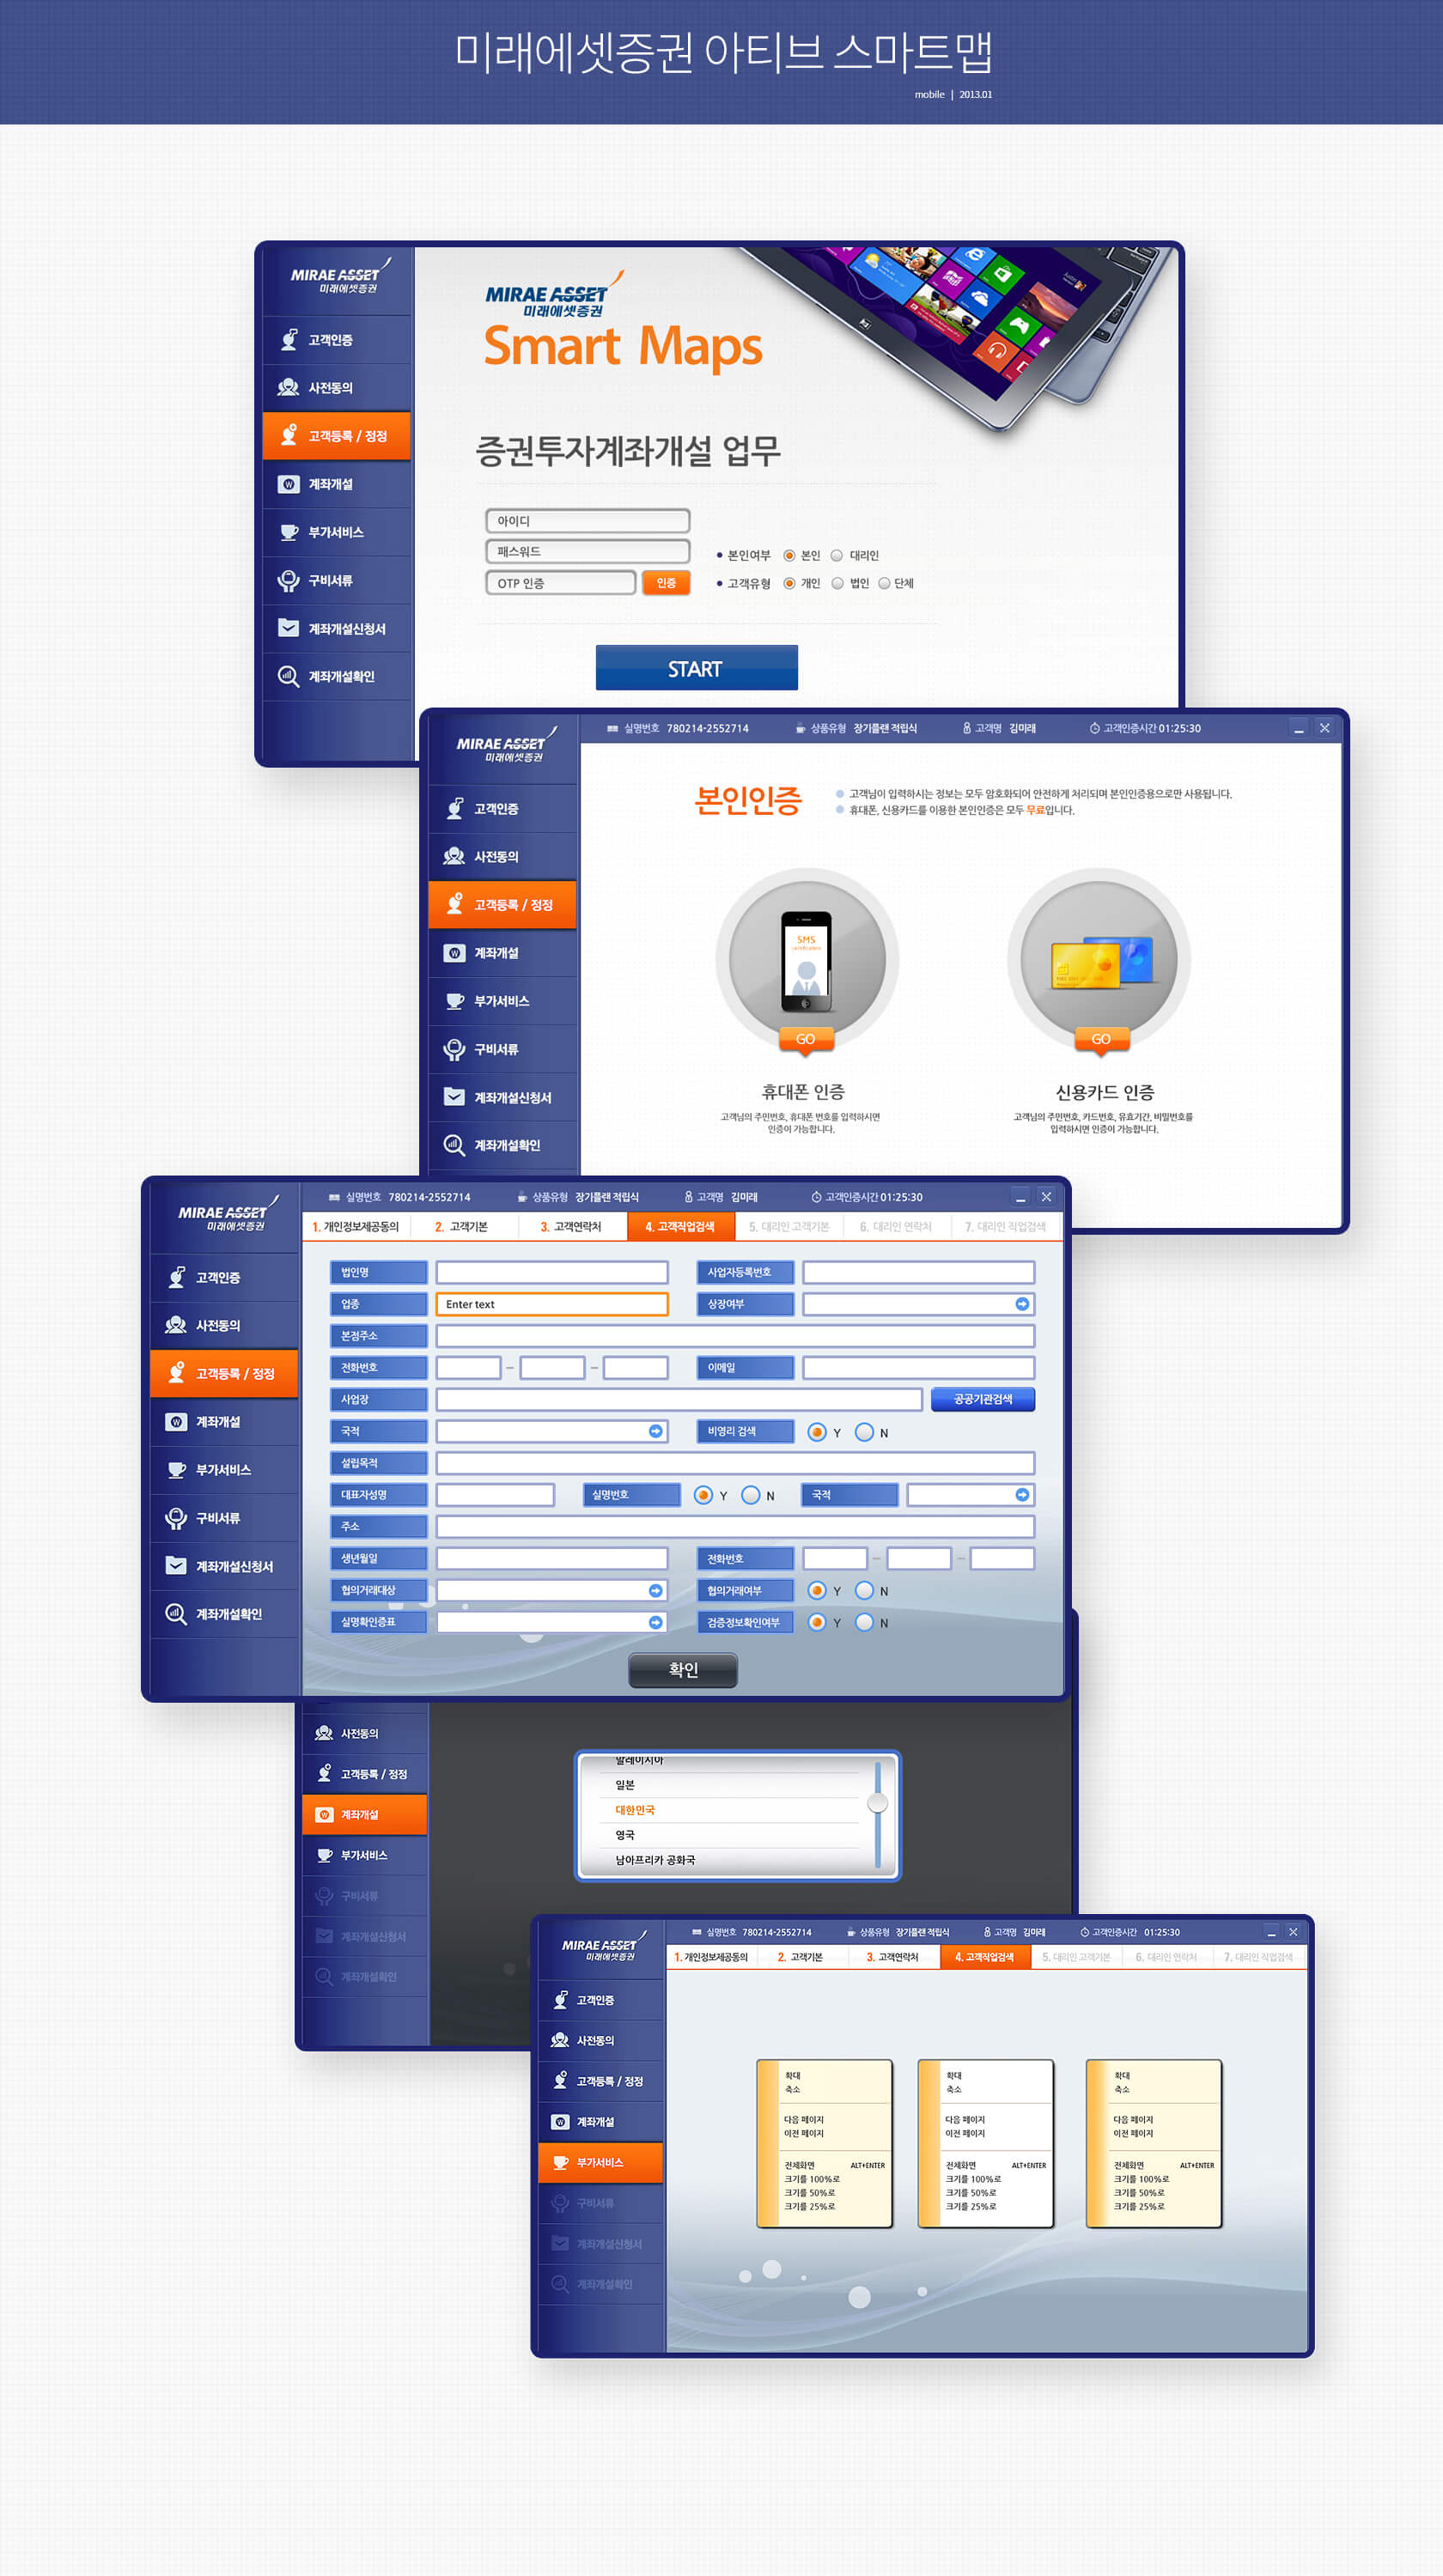 미래에셋증권 아티브 스마트맵
mobile | 2013.01
MIRAE ASSET
미래에셋증권
고객인증
사전동의
고객등록 / 정정
계좌개설
부가서비스
구비서류
계좌개설신청서
계좌개설확인
MIRAE ASSET
미래에셋증권
Smart Maps
증권투자계좌개설 업무
아이디
패스워드
OTP 인증 인증
본인여부 본인 대리인
고객유형 개인 법인 단체
START
MIRAE ASSET
미래에셋증권
고객인증
사전동의
고객등록 / 정정
계좌개설
부가서비스
구비서류
계좌개설신청서
계좌개설확인
실명번호 780214-2552714 상품유형 장기플랜 적립식 고객명 김미래 고객인증시간 01:25:30
본인인증
고객님이 입력하시는 정보는 모두 암호화되어 안전하게 처리되며 본인인증용으로만 사용됩니다.
휴대폰, 신용카드를 이용한 본인인증은 모두 무료입니다.
SMS
GO
휴대폰 인증
고객님의 주민번호, 휴대폰 번호를 입력하시면
인증이 가능합니다.
GO
신용카드 인증
고객님의 주민번호, 카드번호, 유효기간, 비밀번호를
입력하시면 인증이 가능합니다.
MIRAE ASSET
미래에셋증권
고객인증
사전동의
고객등록 / 정정
계좌개설
부가서비스
구비서류
계좌개설신청서
계좌개설확인
실명번호 780214-2552714 상품유형 장기플랜 적립식 고객명 김미래 고객인증시간 01:25:30
1. 개인정보제공동의 2. 고객기본 3. 고객연락처 4. 고객직업검색 5. 대리인 고객기본 6. 대리인 연락처 7. 대리인 직업검색
법인명 사업자등록번호
업종 Enter text 상장여부
본점주소
전화번호 이메일
사업장 공공기관검색
국적 비영리 검색 Y N
설립목적
대표자성명 실명번호 Y N 국적
주소
생년월일 전화번호
협의거래대상 협의거래여부 Y N
실명확인증표 검증정보확인여부 Y N
확인
사전동의
고객등록 / 정정
계좌개설
부가서비스
구비서류
계좌개설신청서
계좌개설확인
말레이시아
일본
대한민국
영국
남아프리카 공화국
MIRAE ASSET
미래에셋증권
고객인증
사전동의
고객등록 / 정정
계좌개설
부가서비스
구비서류
계좌개설신청서
계좌개설확인
실명번호 780214-2552714 상품유형 장기플랜 적립식 고객명 김미래 고객인증시간 01:25:30
1. 개인정보제공동의 2. 고객기본 3. 고객연락처 4. 고객직업검색 5. 대리인 고객기본 6. 대리인 연락처 7. 대리인 직업검색
확대
축소
다음 페이지
이전 페이지
전체화면 ALT+ENTER
크기를 100%로
크기를 50%로
크기를 25%로
확대
축소
다음 페이지
이전 페이지
전체화면 ALT+ENTER
크기를 100%로
크기를 50%로
크기를 25%로
확대
축소
다음 페이지
이전 페이지
전체화면 ALT+ENTER
크기를 100%로
크기를 50%로
크기를 25%로